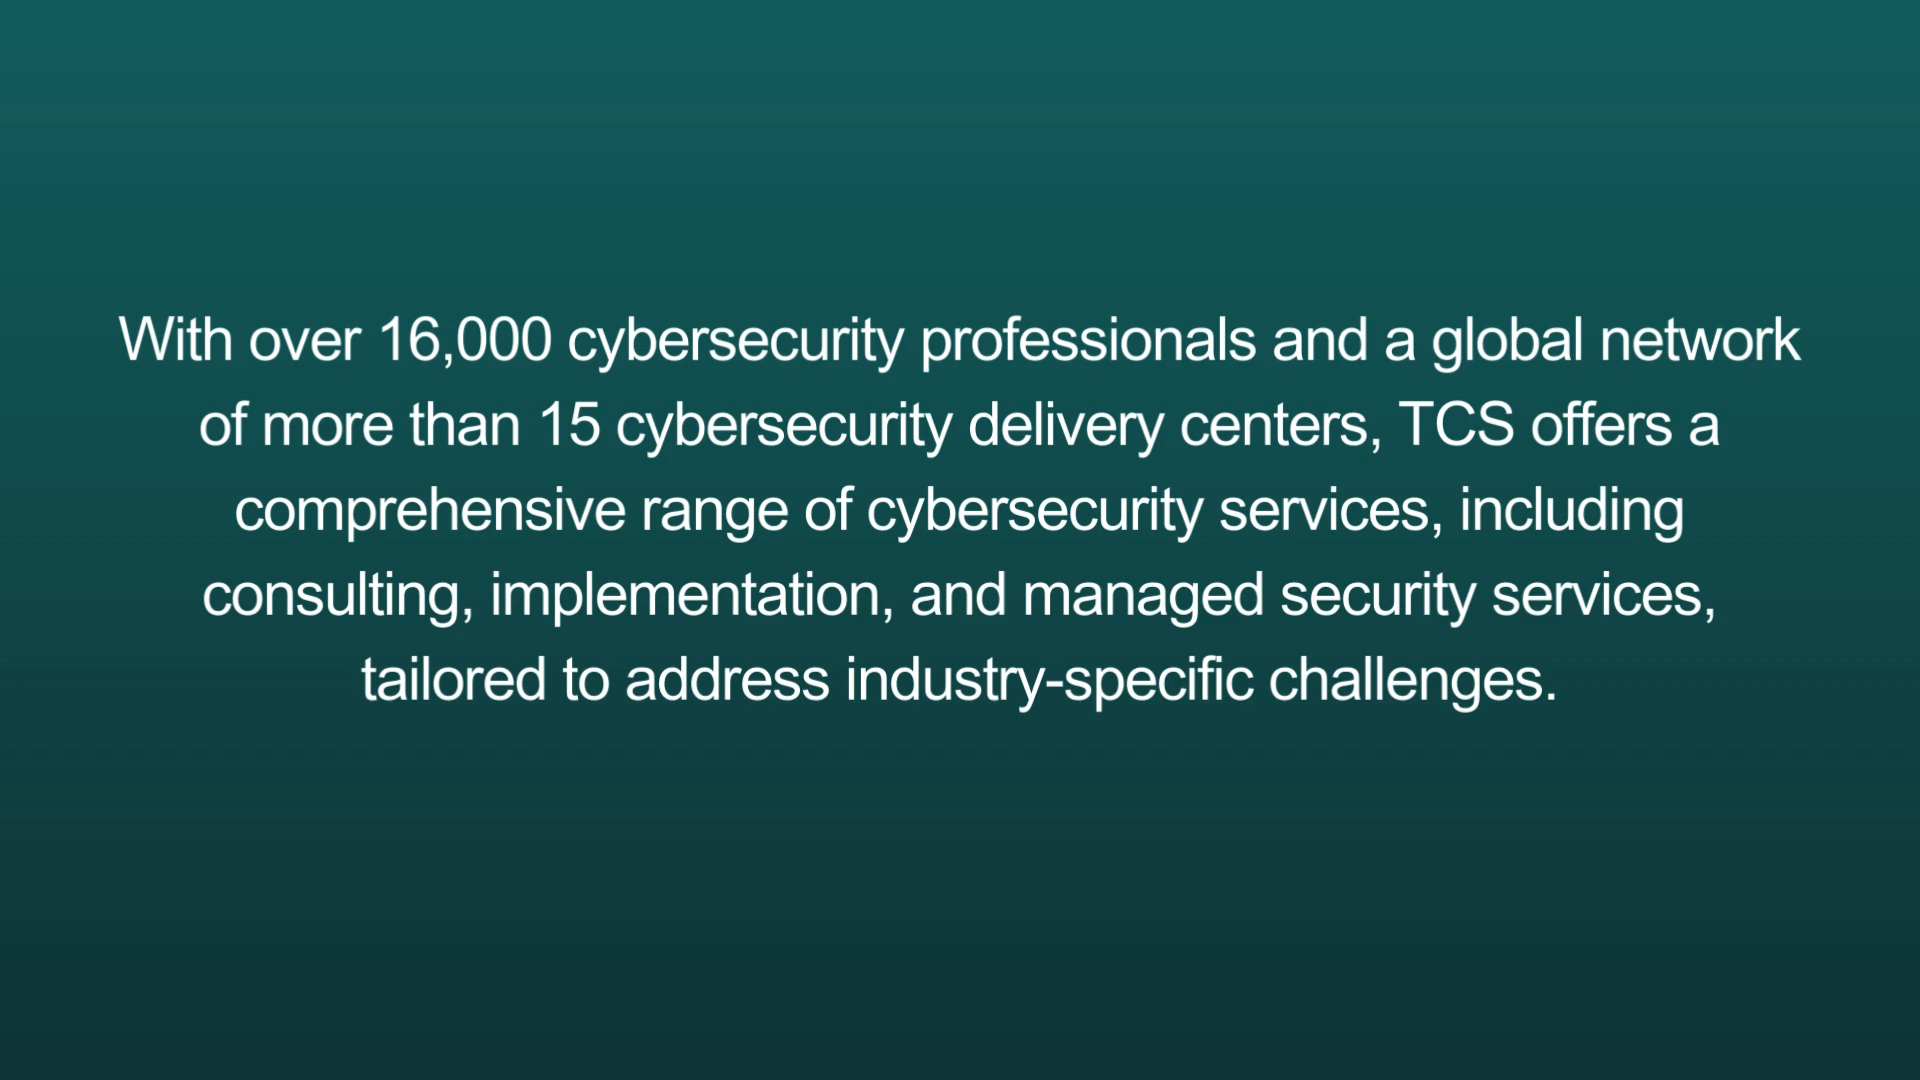 With over 16,000 cybersecurity professionals and a global network
of more than 15 cybersecurity delivery centers, TCS offers a
comprehensive range of cybersecurity services, including
consulting, implementation, and managed security services,
tailored to address industry-specific challenges.